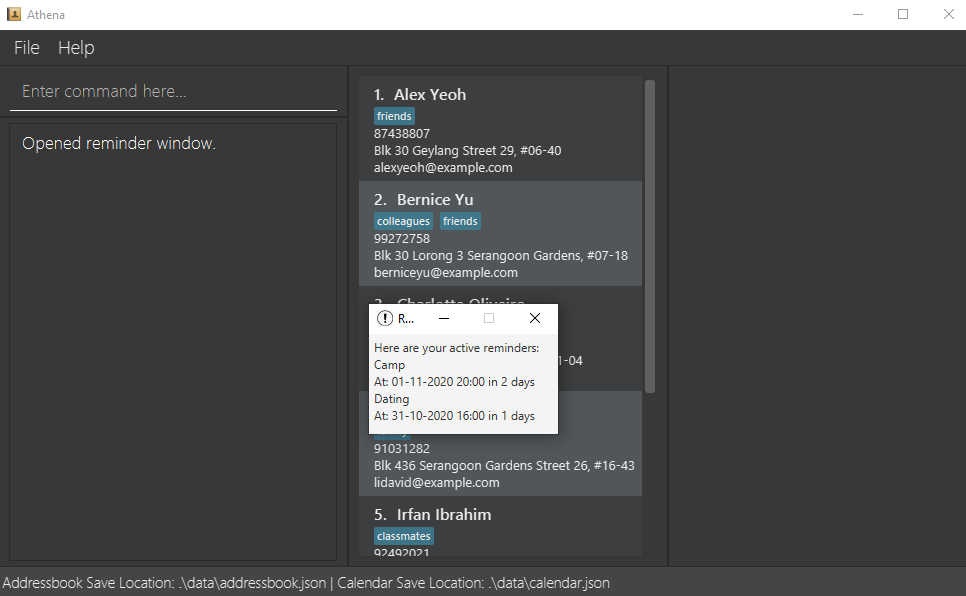 Athena
File Help
Enter command here...
Opened reminder window.
1. Alex Yeoh
friends
87438807
Blk 30 Geylang Street 29, #06-40
alexyeoh@example.com
2. Bernice Yu
colleagues friends
99272758
Blk 30 Lorong 3 Serangoon Gardens, #07-18
berniceyu@example.com
Charlotte Oliveiro
1-04
R...
Here are your active reminders:
Camp
At: 01-11-2020 20:00 in 2 days
Dating
At: 31-10-2020 16:00 in 1 days
91031282
Blk 436 Serangoon Gardens Street 26, #16-43
lidavid@example.com
5. Irfan Ibrahim
classmates
92492021
Addressbook Save Location: .\data\addressbook.json | Calendar Save Location: .\data\calendar.json